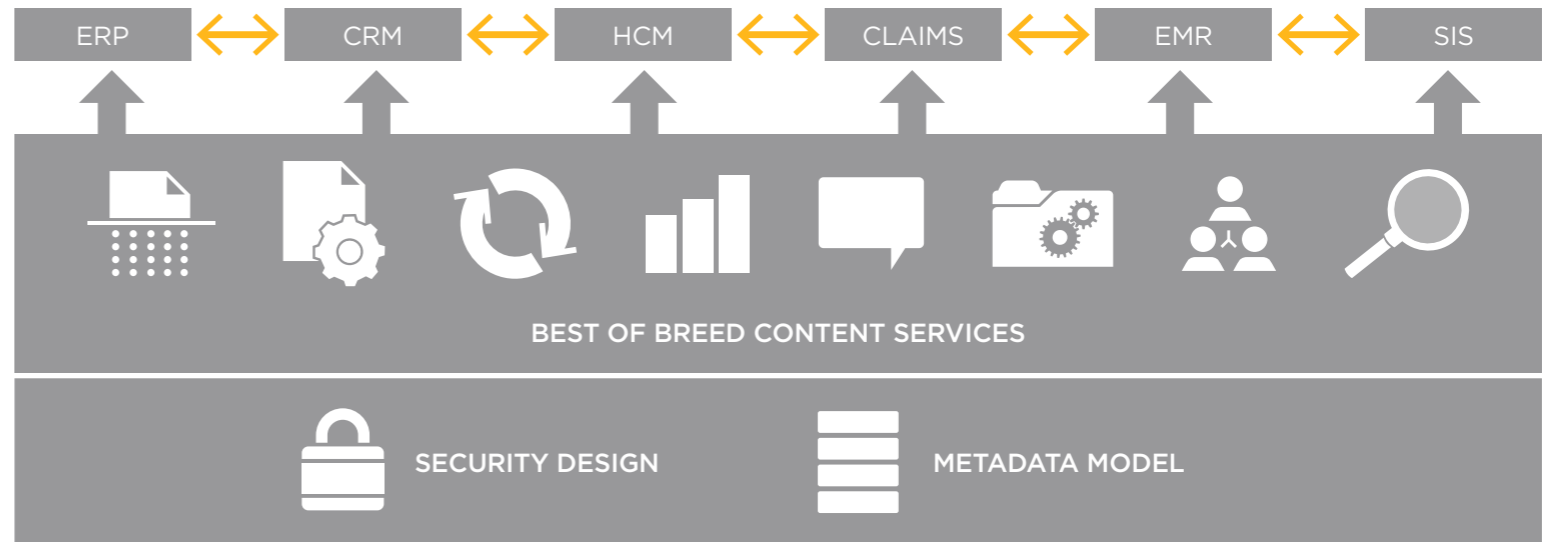 ERP CRM HCM CLAIMS EMR SIS
BEST OF BREED CONTENT SERVICES
SECURITY DESIGN METADATA MODEL